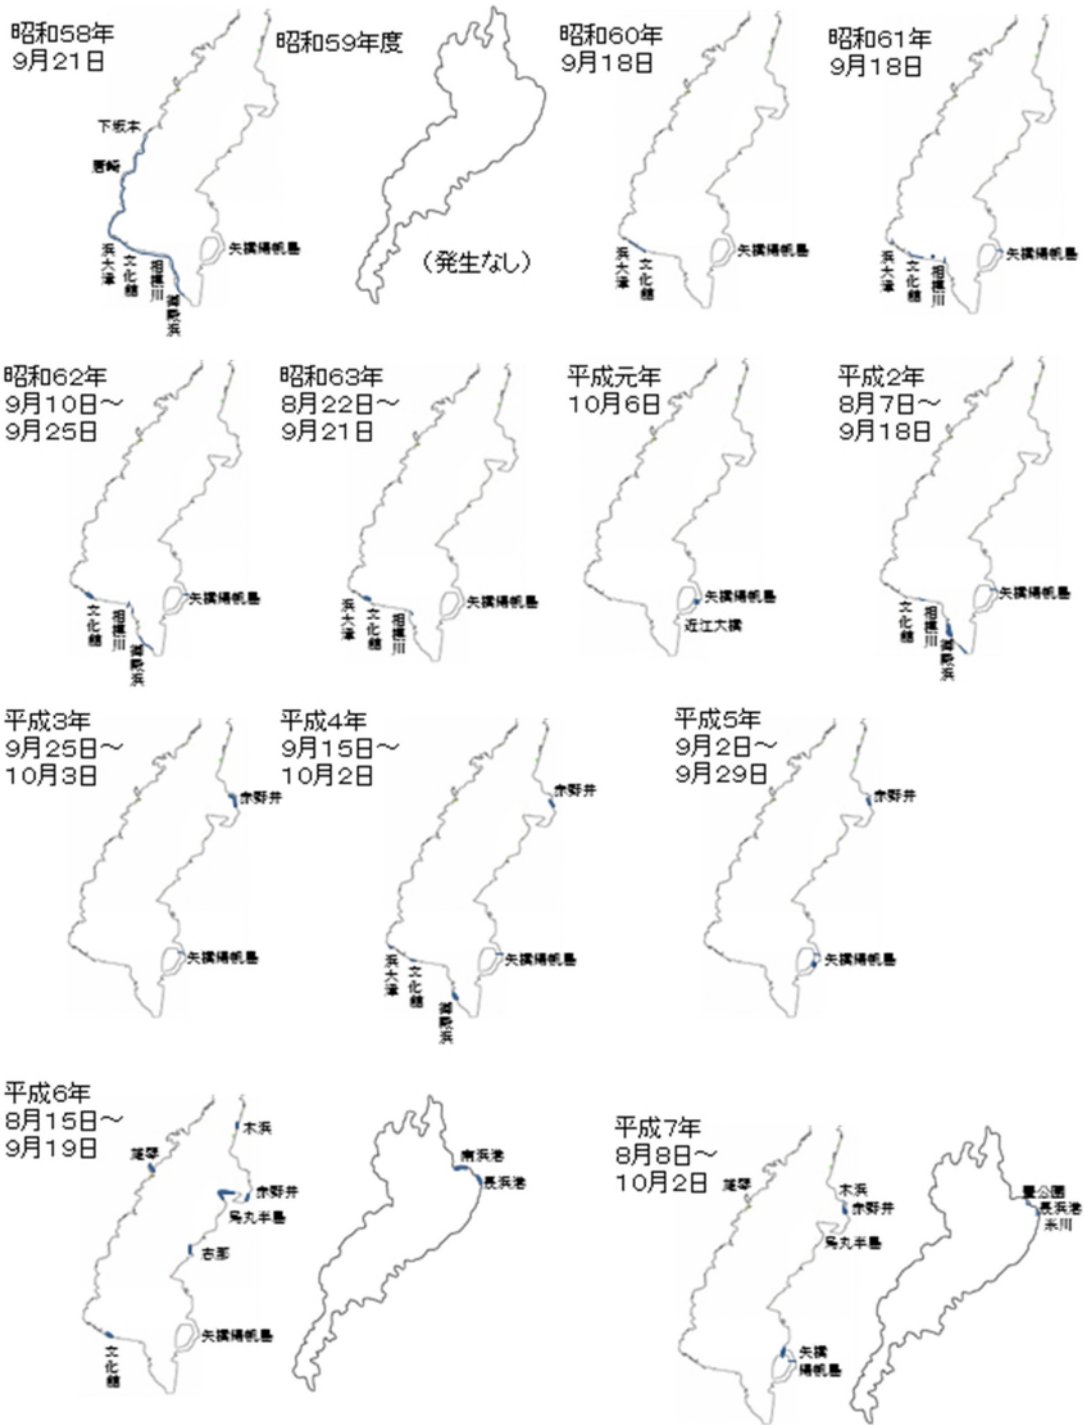 昭和58年
9月21日
下坂本
唐崎
浜大津
文化館
相模川
御殿浜
矢橋帰帆島
昭和59年度
（発生なし）
昭和60年
9月18日
浜大津
文化館
矢橋帰帆島
昭和61年
9月18日
浜大津
文化館
相模川
矢橋帰帆島
昭和62年
9月10日～
9月25日
文化館
相模川
御殿浜
矢橋帰帆島
昭和63年
8月22日～
9月21日
浜大津
文化館
相模川
矢橋帰帆島
平成元年
10月6日
矢橋帰帆島
近江大橋
平成2年
8月7日～
9月18日
文化館
相模川
御殿浜
矢橋帰帆島
平成3年
9月25日～
10月3日
赤野井
矢橋帰帆島
平成4年
9月15日～
10月2日
赤野井
浜大津
文化館
御殿浜
矢橋帰帆島
平成5年
9月2日～
9月29日
赤野井
矢橋帰帆島
平成6年
8月15日～
9月19日
雄琴
木浜
赤野井
烏丸半島
志那
矢橋帰帆島
文化館
南浜港
長浜港
平成7年
8月8日～
10月2日
雄琴
木浜
赤野井
烏丸半島
矢橋
帰帆島
豊公園
長浜港
米川